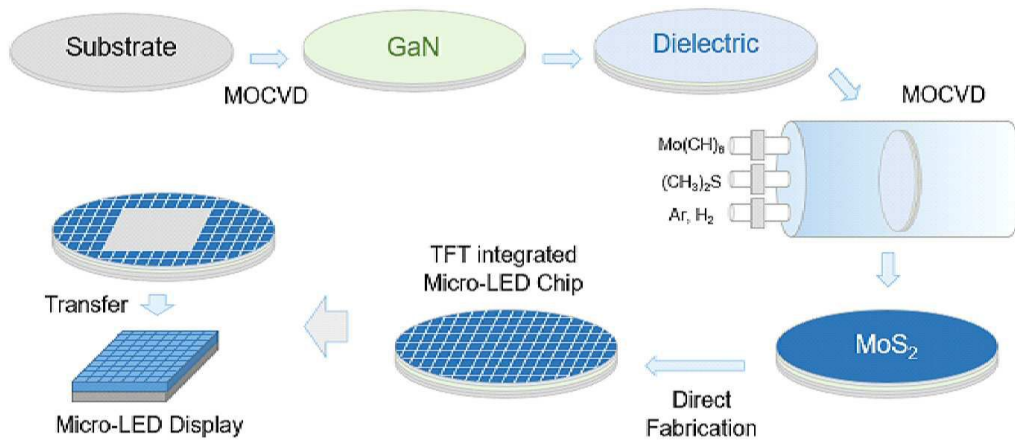 Substrate
MOCVD
GaN
Dielectric
MOCVD
Mo(CH)₆
(CH₃)₂S
Ar, H₂
MoS₂
Direct
Fabrication
TFT integrated
Micro-LED Chip
Transfer
Micro-LED Display